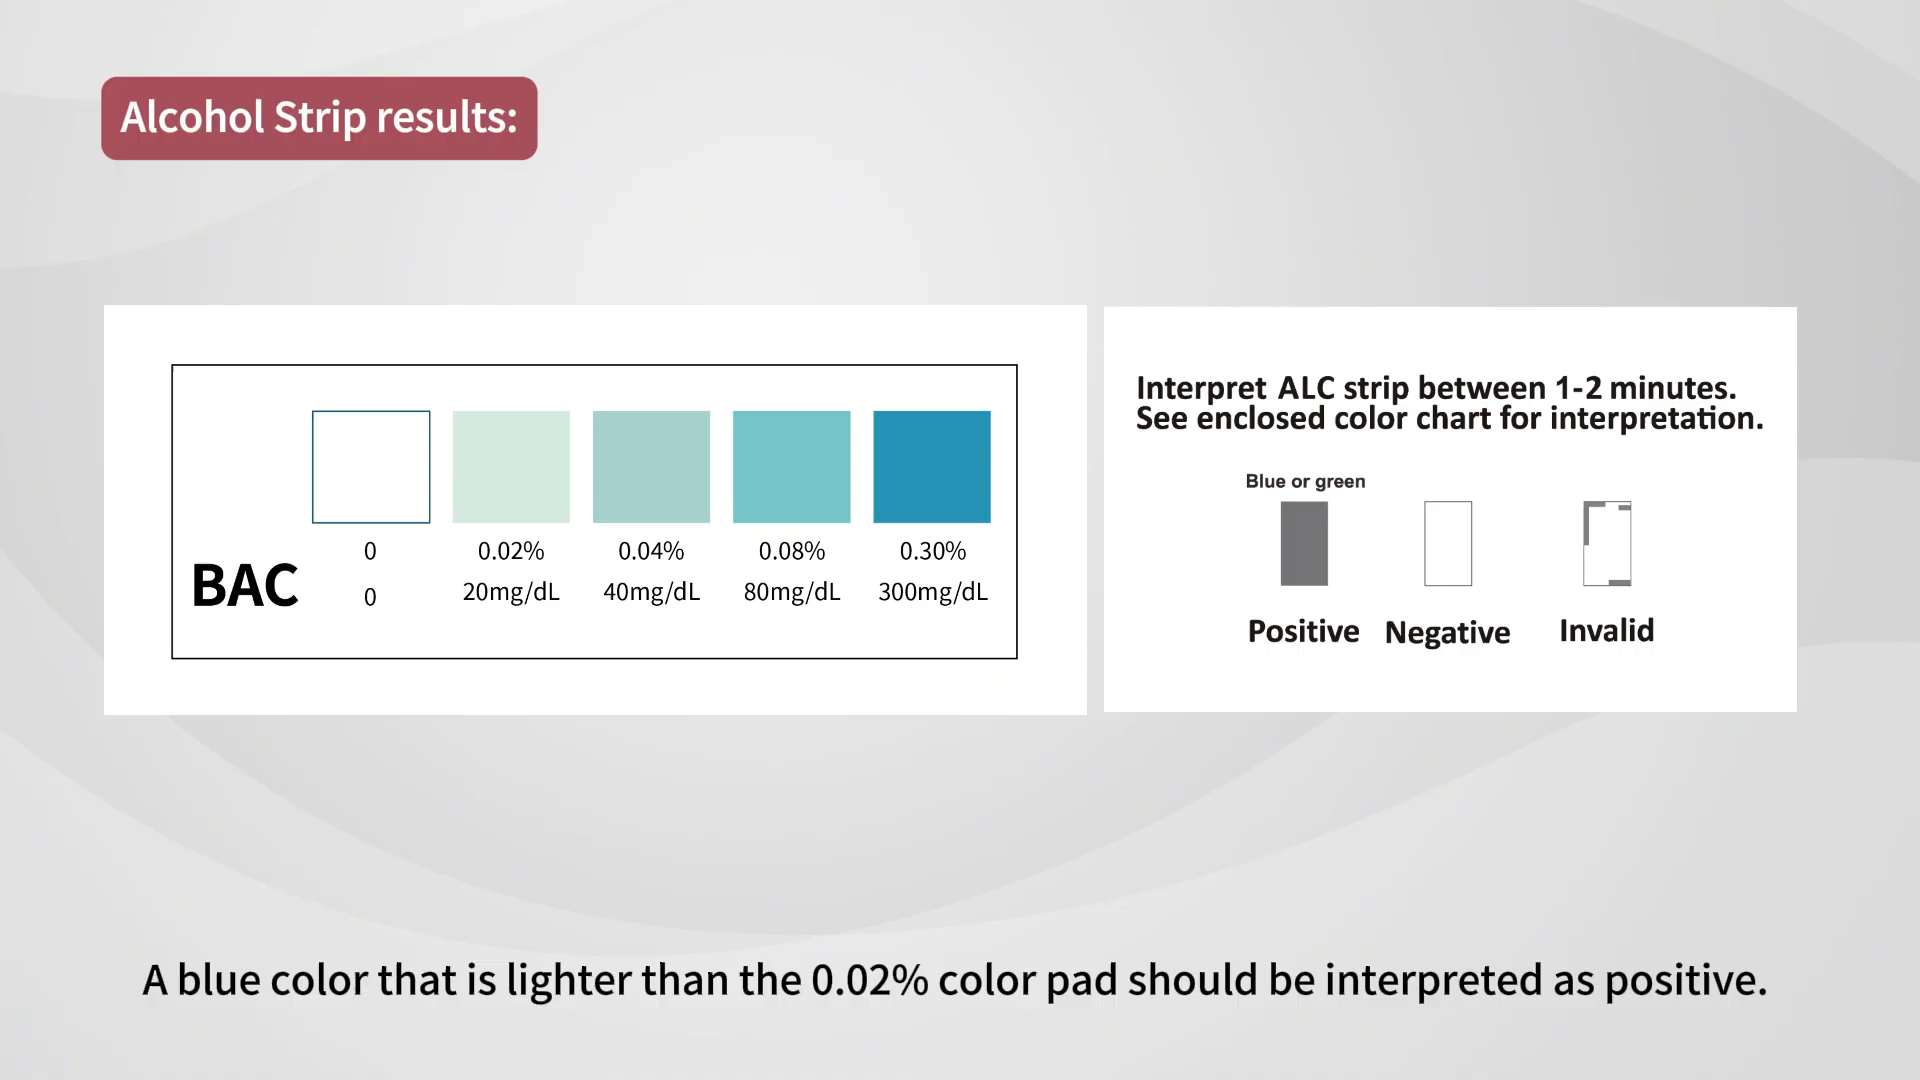 Alcohol Strip results:
0 0.02% 0.04% 0.08% 0.30%
BAC 0 20mg/dL 40mg/dL 80mg/dL 300mg/dL
Interpret ALC strip between 1-2 minutes.
See enclosed color chart for interpretation.
Blue or green
Positive Negative Invalid
A blue color that is lighter than the 0.02% color pad should be interpreted as positive.